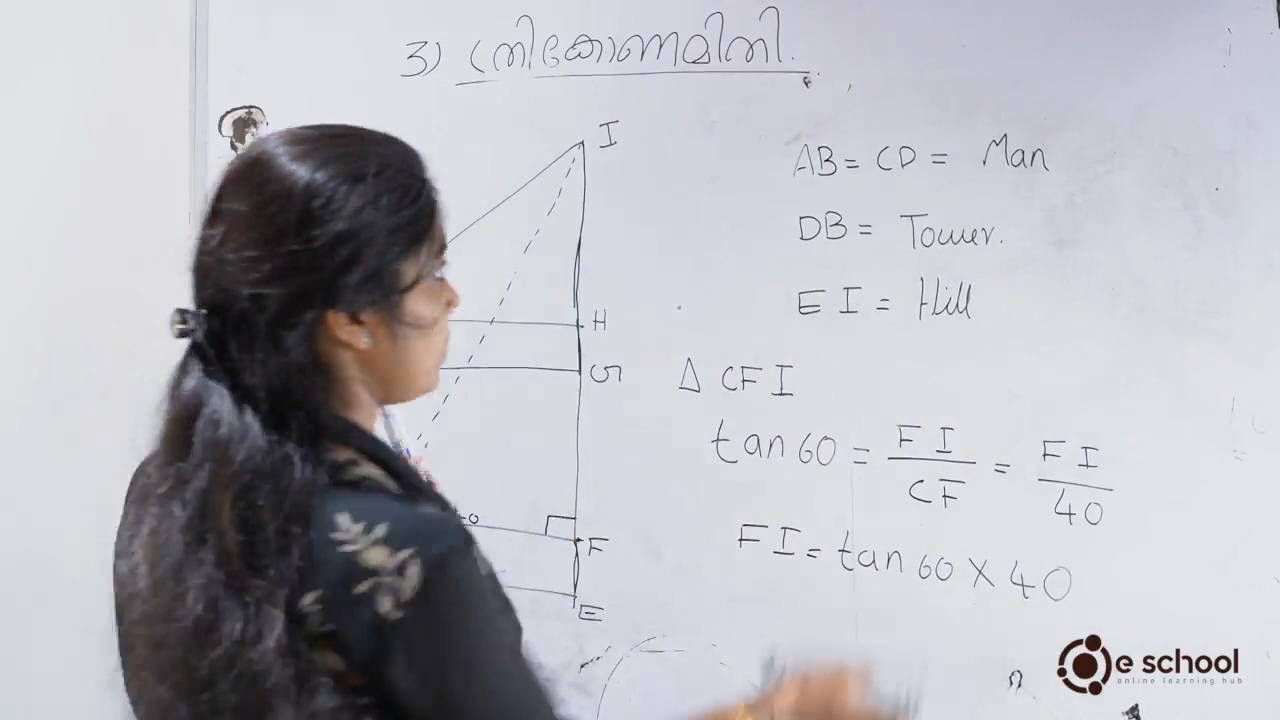 3) ത്രികോണമിതി.
I
H
G
F
E
AB = CD = Man
DB = Tower.
EI = Hill
Δ CFI
tan 60 = FI/CF = FI/40
FI = tan 60 X 40
e school
online learning hub